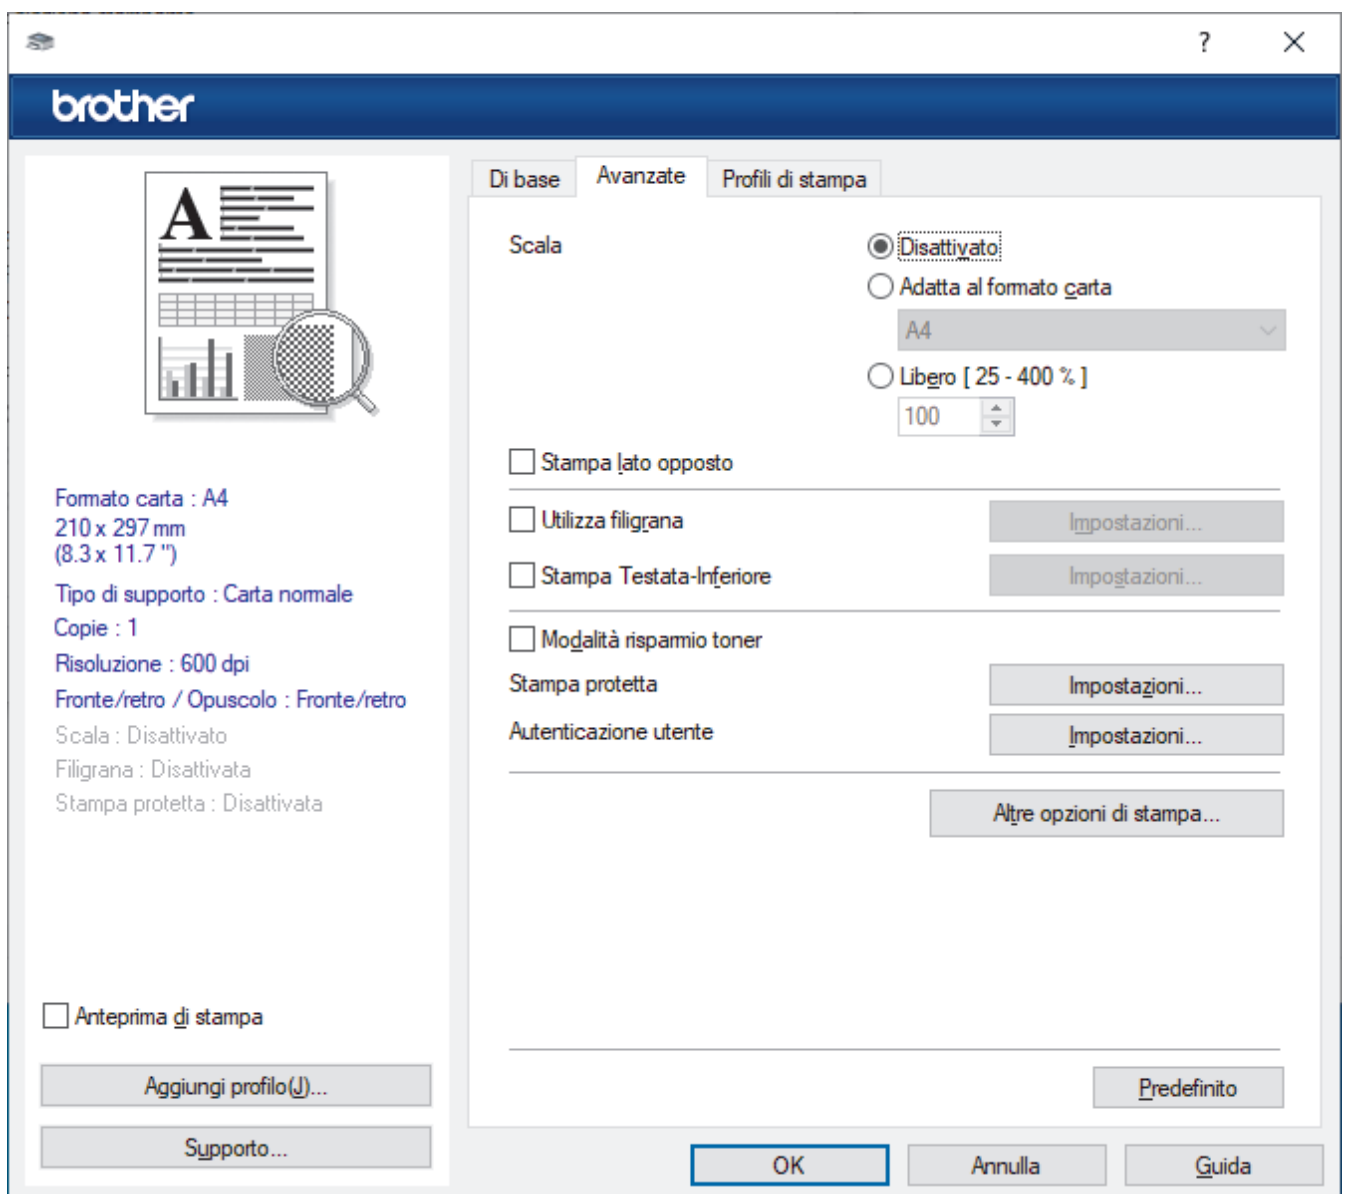 ?
brother
Di base
Avanzate
Profili di stampa
A
Formato carta : A4
210 x 297 mm
(8.3 x 11.7 ")
Tipo di supporto : Carta normale
Copie : 1
Risoluzione : 600 dpi
Fronte/retro / Opuscolo : Fronte/retro
Scala : Disattivato
Filigrana : Disattivata
Stampa protetta : Disattivata
Anteprima di stampa
Aggiungi profilo(J)...
Supporto...
Scala
Disattivato
Adatta al formato carta
A4
Libero [ 25 - 400 % ]
100
Stampa lato opposto
Utilizza filigrana
Impostazioni...
Stampa Testata-Inferiore
Impostazioni...
Modalità risparmio toner
Stampa protetta
Impostazioni...
Autenticazione utente
Impostazioni...
Altre opzioni di stampa...
Predefinito
OK
Annulla
Guida